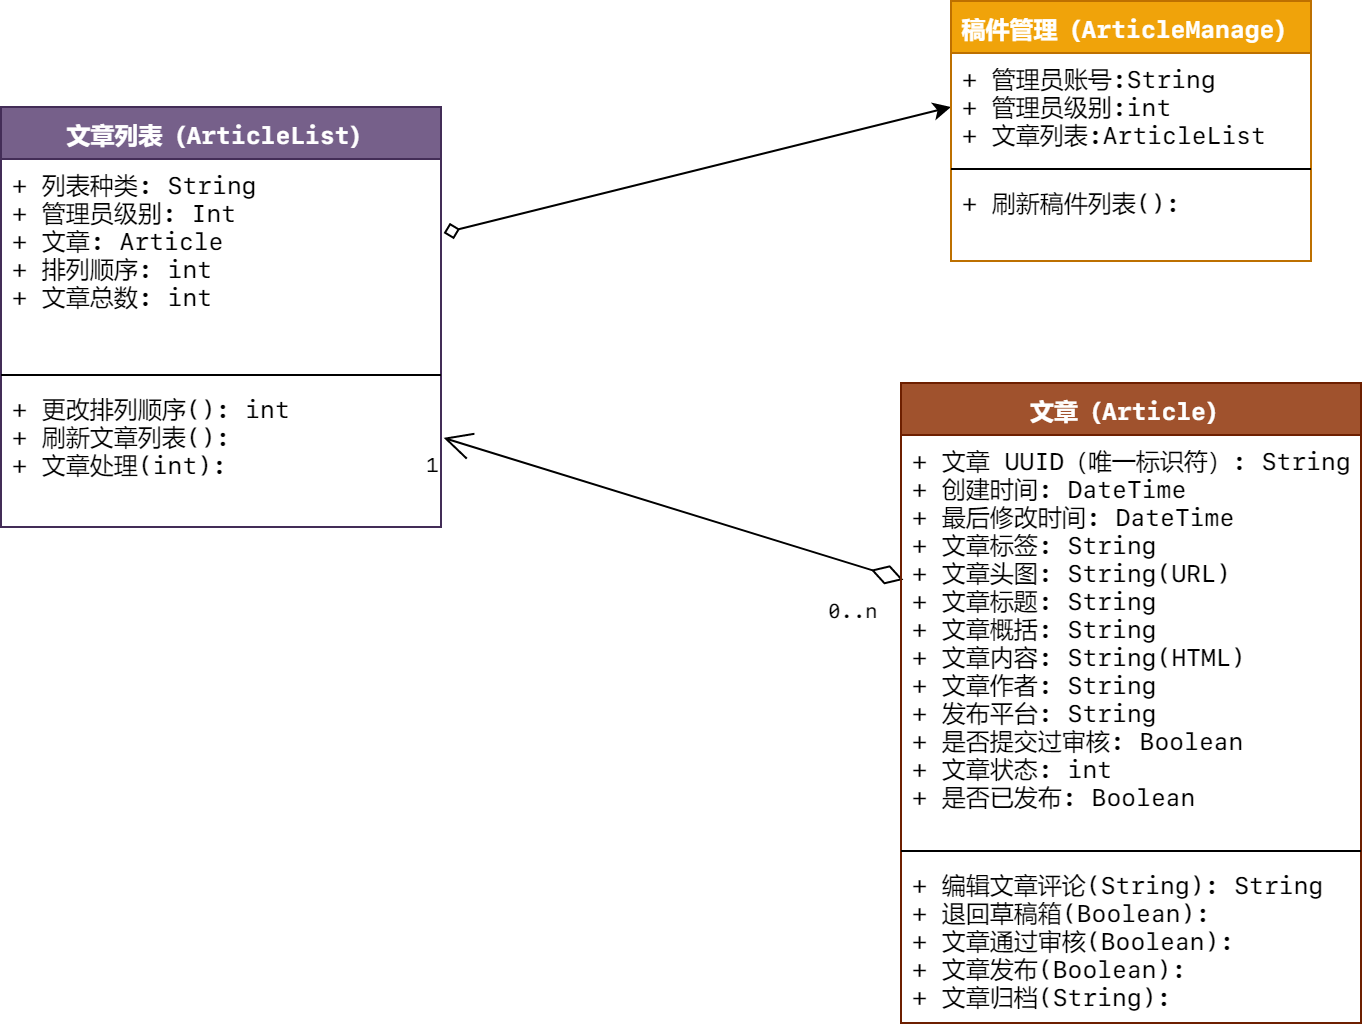 稿件管理（ArticleManage）
+ 管理员账号:String
+ 管理员级别:int
+ 文章列表:ArticleList
+ 刷新稿件列表():
文章列表（ArticleList）
+ 列表种类: String
+ 管理员级别: Int
+ 文章: Article
+ 排列顺序: int
+ 文章总数: int
+ 更改排列顺序(): int
+ 刷新文章列表():
+ 文章处理(int):
1
0..n
文章（Article）
+ 文章 UUID（唯一标识符）: String
+ 创建时间: DateTime
+ 最后修改时间: DateTime
+ 文章标签: String
+ 文章头图: String(URL)
+ 文章标题: String
+ 文章概括: String
+ 文章内容: String(HTML)
+ 文章作者: String
+ 发布平台: String
+ 是否提交过审核: Boolean
+ 文章状态: int
+ 是否已发布: Boolean
+ 编辑文章评论(String): String
+ 退回草稿箱(Boolean):
+ 文章通过审核(Boolean):
+ 文章发布(Boolean):
+ 文章归档(String):